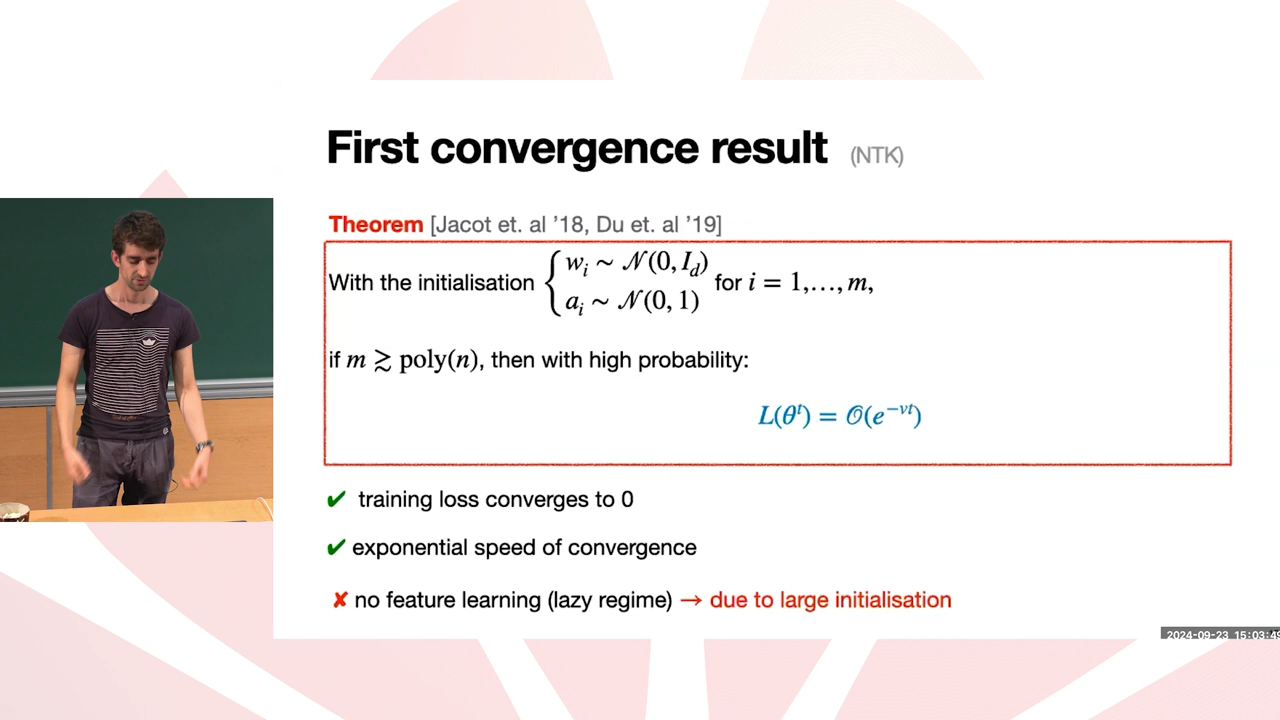 First convergence result (NTK)
Theorem [Jacot et. al ’18, Du et. al ’19]
With the initialisation { wᵢ ∼ 𝒩(0, I_d)
aᵢ ∼ 𝒩(0, 1) for i = 1,…, m,
if m ≳ poly(n), then with high probability:
L(θᵗ) = 𝒪(e^{−νt})
✔ training loss converges to 0
✔ exponential speed of convergence
✘ no feature learning (lazy regime) → due to large initialisation
2024-09-23 15:03:49